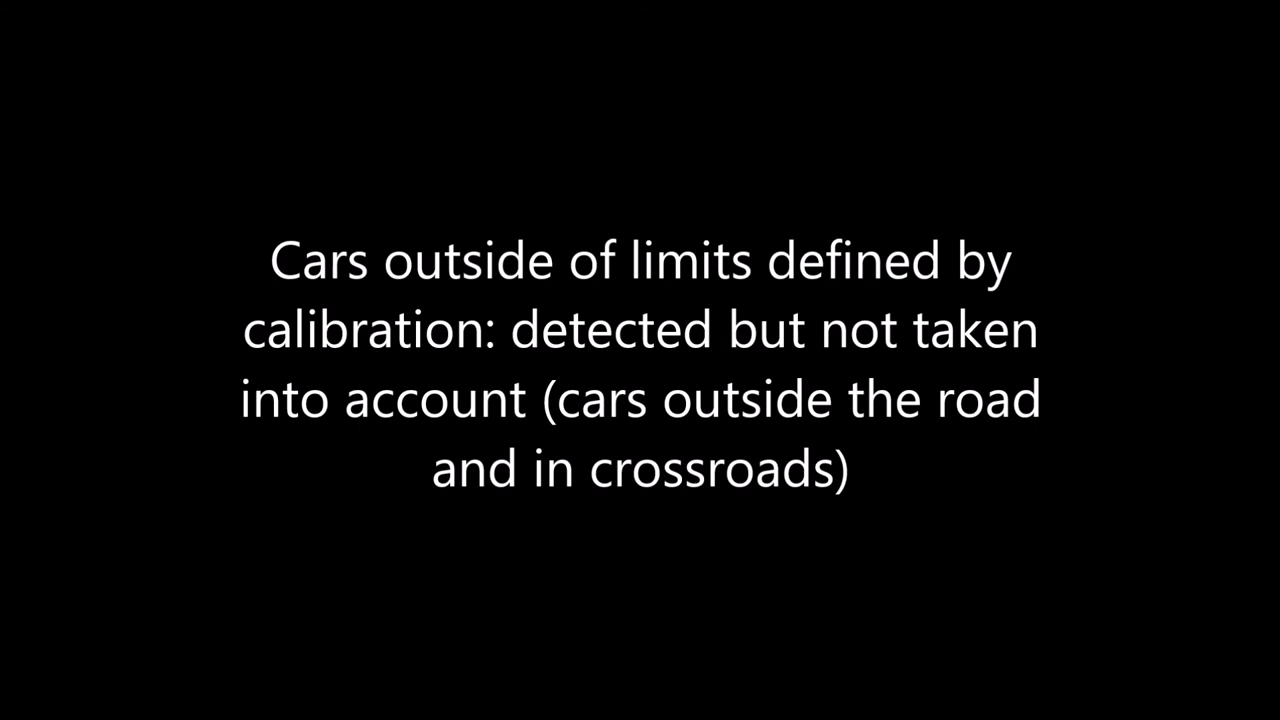 Cars outside of limits defined by
calibration: detected but not taken
into account (cars outside the road
and in crossroads)